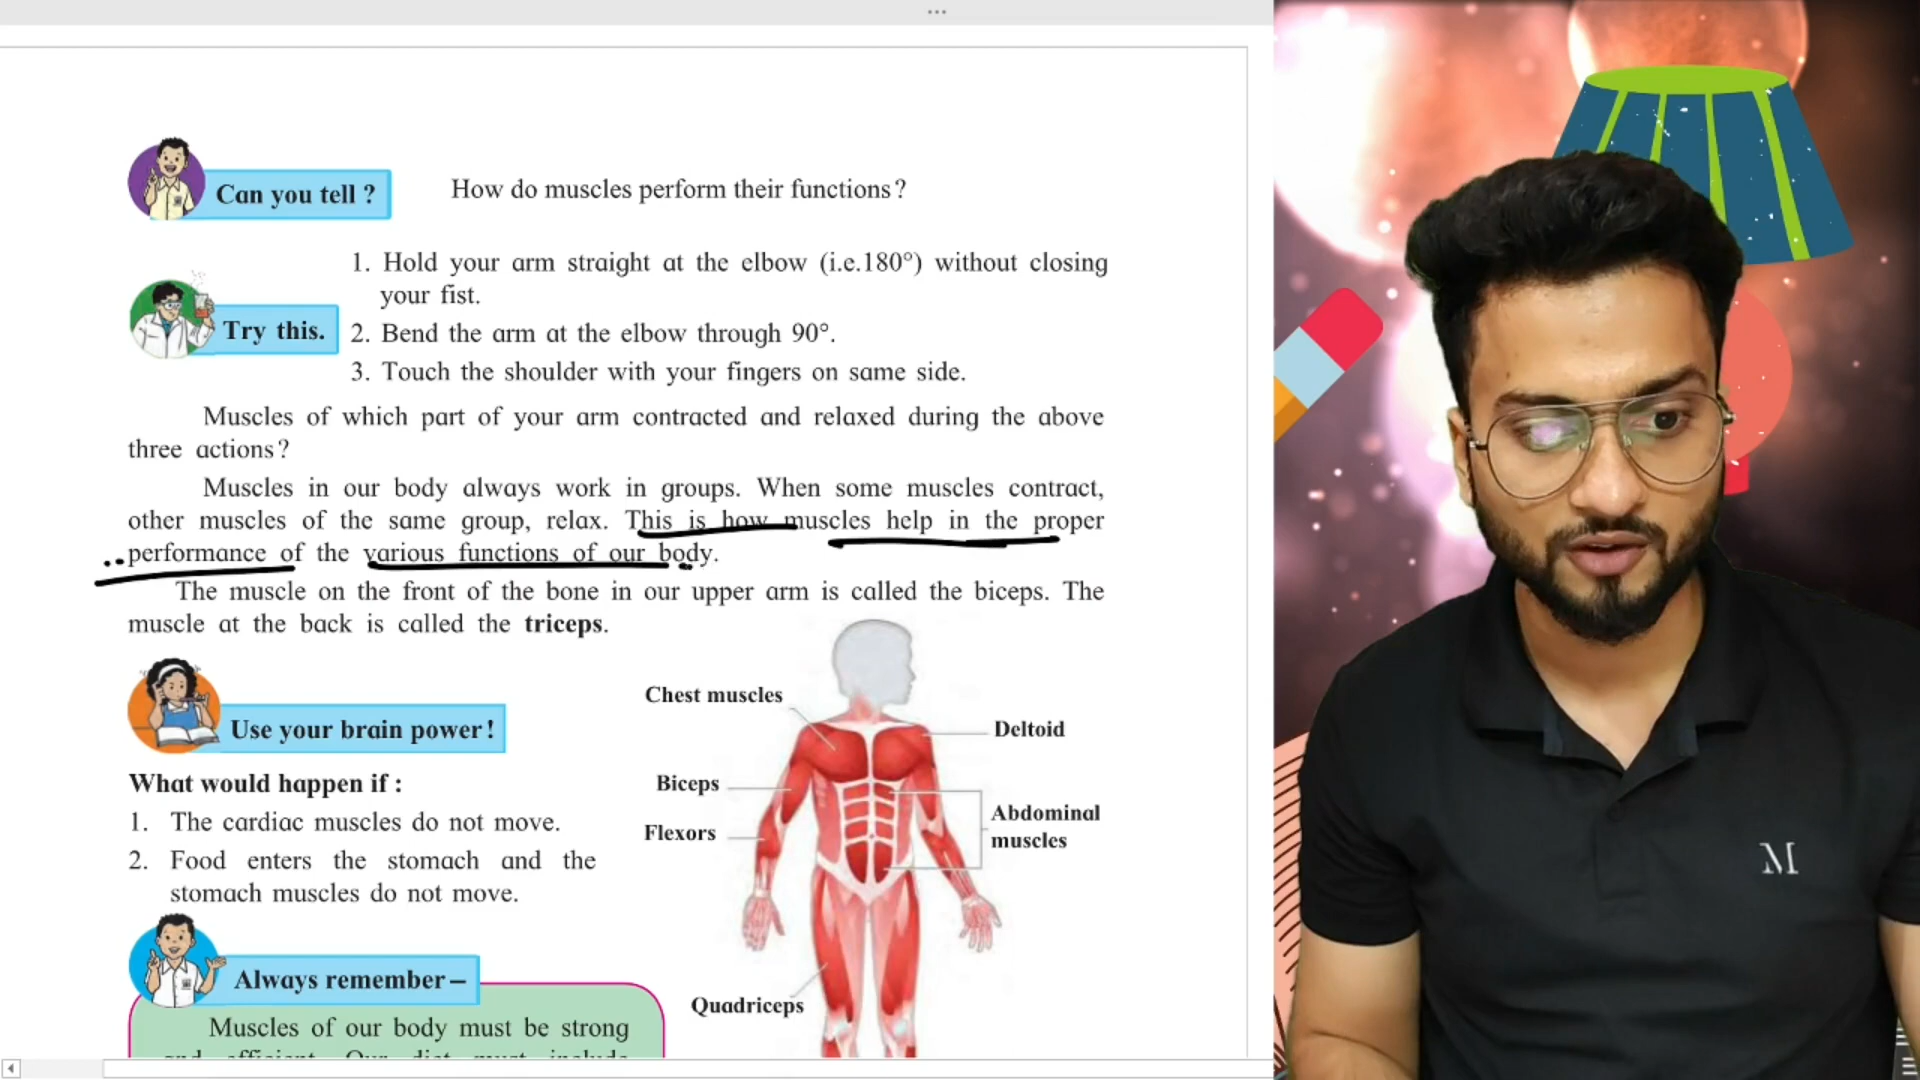 Can you tell ?
How do muscles perform their functions ?
1. Hold your arm straight at the elbow (i.e.180°) without closing
your fist.
Try this.
2. Bend the arm at the elbow through 90°.
3. Touch the shoulder with your fingers on same side.
Muscles of which part of your arm contracted and relaxed during the above
three actions ?
Muscles in our body always work in groups. When some muscles contract,
other muscles of the same group, relax. This is how muscles help in the proper
performance of the various functions of our body.
The muscle on the front of the bone in our upper arm is called the biceps. The
muscle at the back is called the triceps.
Use your brain power !
What would happen if :
1. The cardiac muscles do not move.
2. Food enters the stomach and the
stomach muscles do not move.
Chest muscles
Deltoid
Biceps
Flexors
Abdominal
muscles
Quadriceps
Always remember –
Muscles of our body must be strong
and efficient. Our diet must include
M